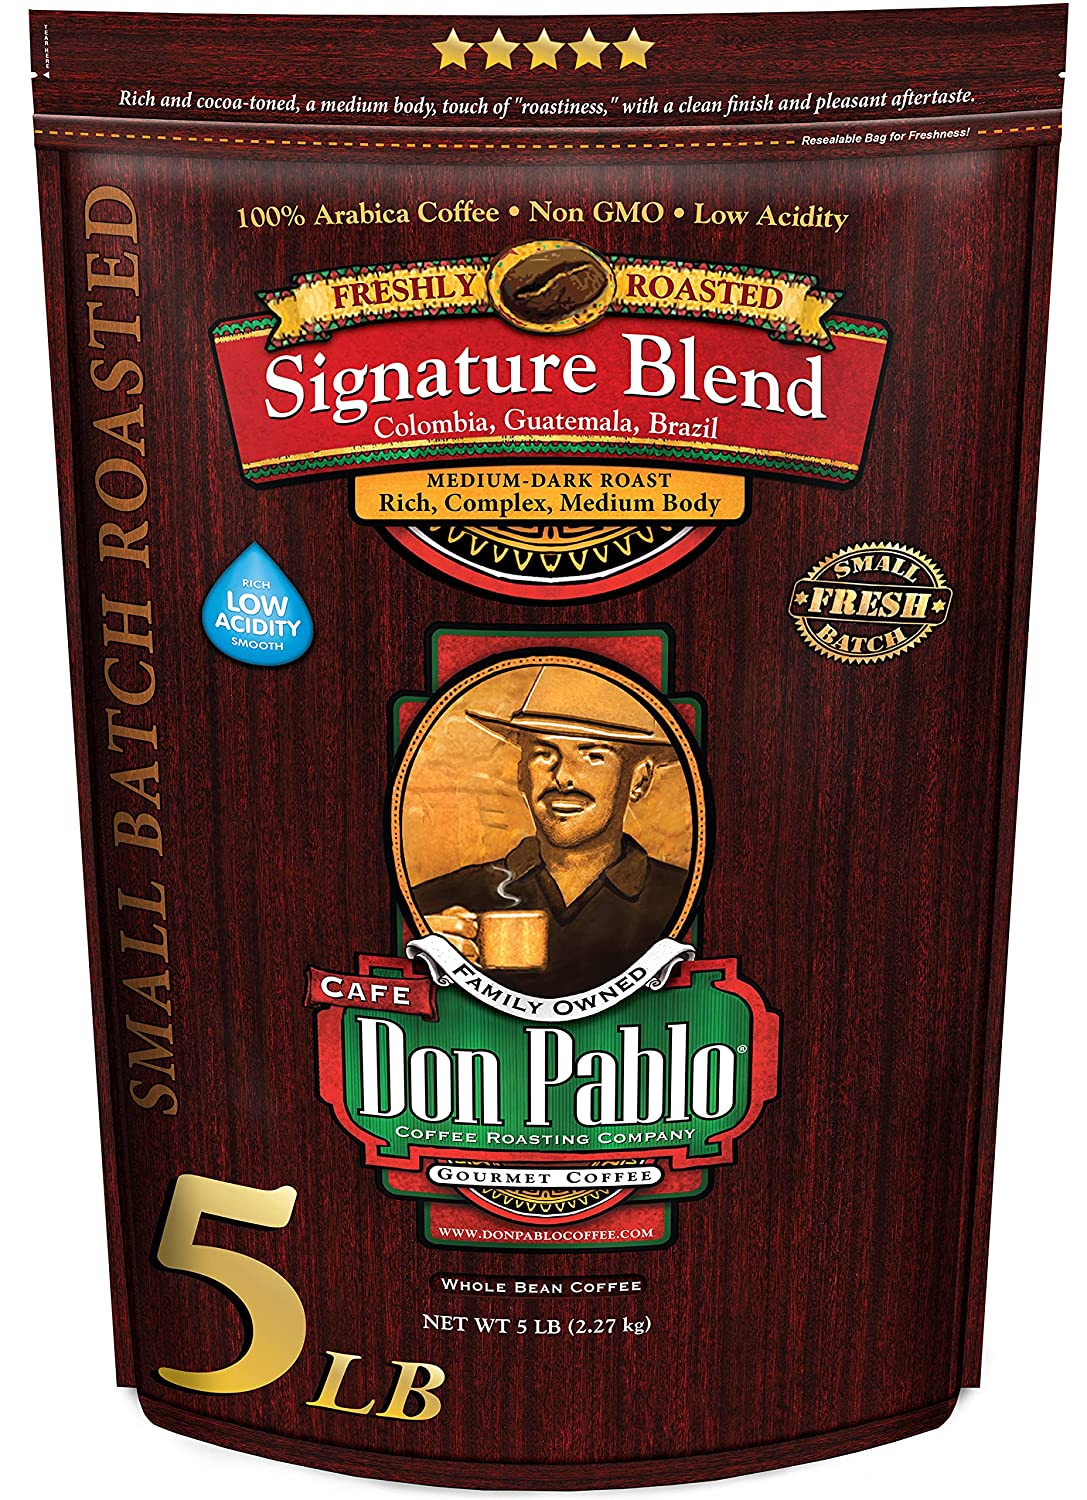 TEAR HERE
Rich and cocoa-toned, a medium body, touch of "roastiness," with a clean finish and pleasant aftertaste.
Resealable Bag for Freshness!
100% Arabica Coffee • Non GMO • Low Acidity
FRESHLY ROASTED
Signature Blend
Colombia, Guatemala, Brazil
MEDIUM-DARK ROAST
Rich, Complex, Medium Body
SMALL BATCH ROASTED
RICH
LOW
ACIDITY
SMOOTH
SMALL
FRESH
BATCH
FAMILY OWNED
CAFE
Don Pablo®
COFFEE ROASTING COMPANY
GOURMET COFFEE
WWW.DONPABLOCOFFEE.COM
WHOLE BEAN COFFEE
NET WT 5 LB (2.27 kg)
5 LB